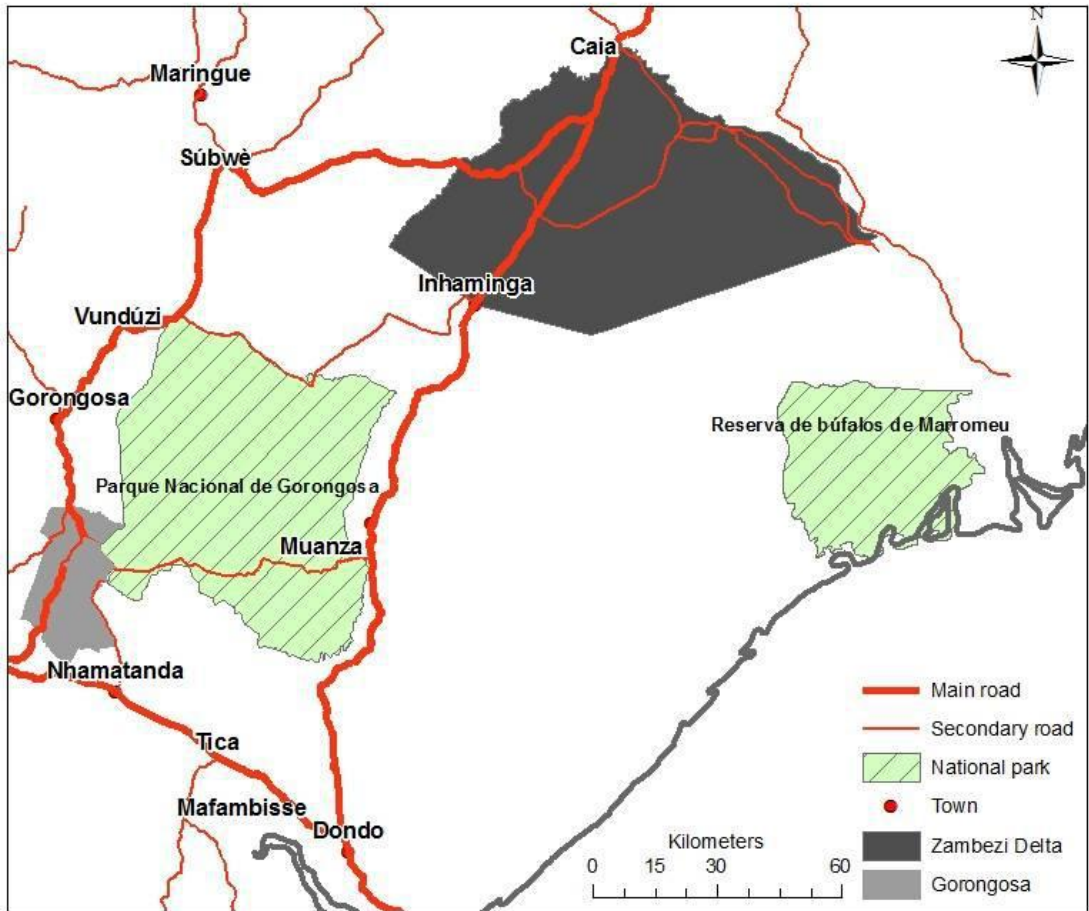 N
Caia
Maringue
Súbwè
Inhaminga
Vundúzi
Gorongosa
Reserva de búfalos de Marromeu
Parque Nacional de Gorongosa
Muanza
Nhamatanda
Tica
Mafambisse
Dondo
Main road
Secondary road
National park
Town
Zambezi Delta
Gorongosa
Kilometers
0 15 30 60